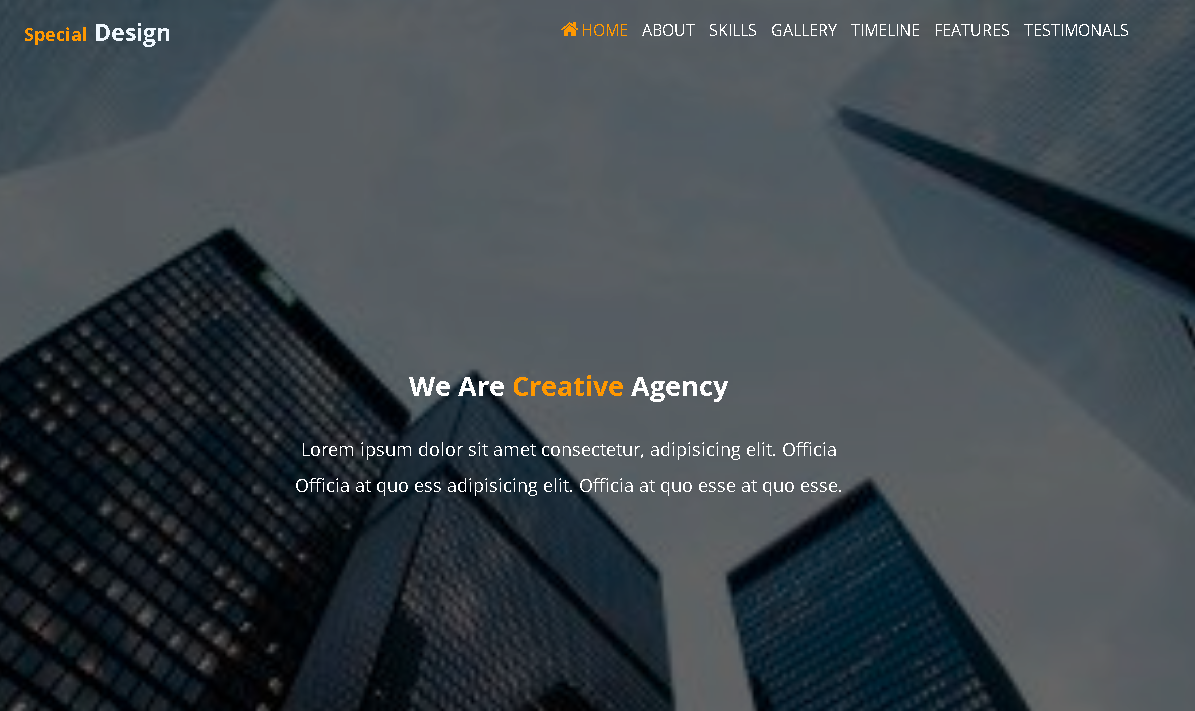 Special Design
HOME ABOUT SKILLS GALLERY TIMELINE FEATURES TESTIMONALS
We Are Creative Agency
Lorem ipsum dolor sit amet consectetur, adipisicing elit. Officia
Officia at quo ess adipisicing elit. Officia at quo esse at quo esse.